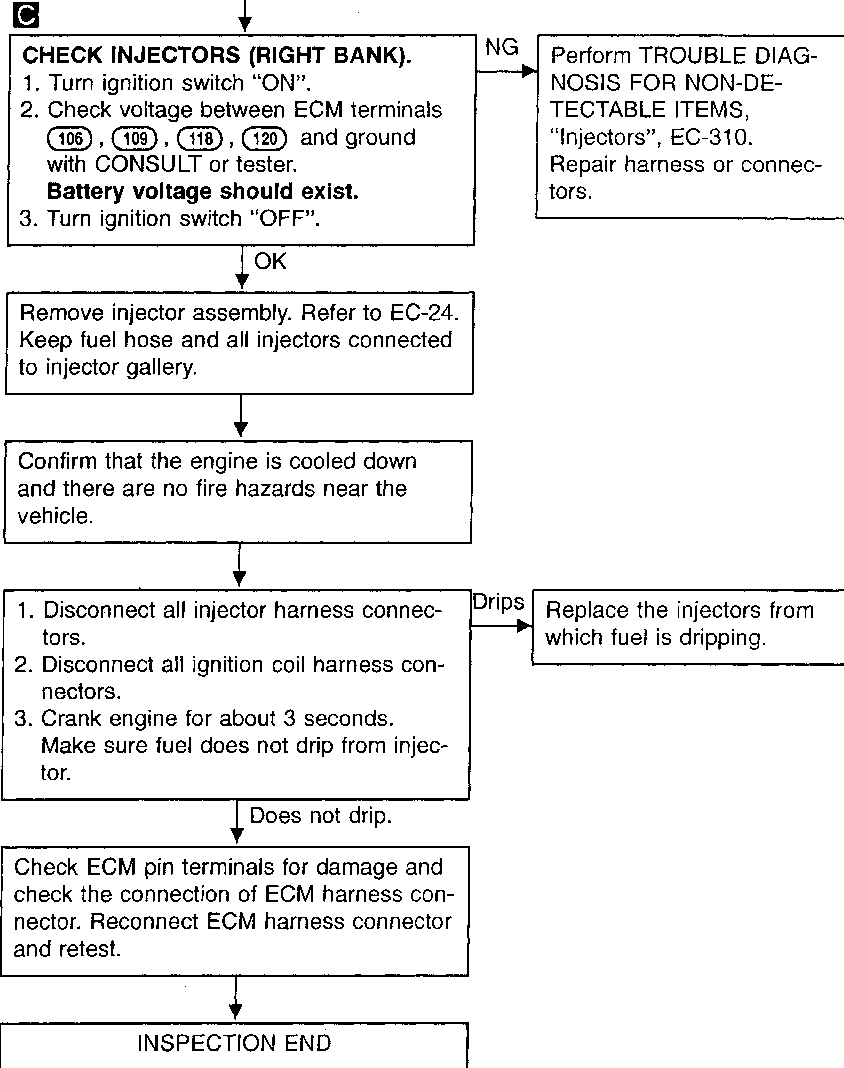 C
CHECK INJECTORS (RIGHT BANK).
1. Turn ignition switch “ON”.
2. Check voltage between ECM terminals
106 , 109 , 118 , 120 and ground
with CONSULT or tester.
Battery voltage should exist.
3. Turn ignition switch “OFF”.
NG
Perform TROUBLE DIAG-
NOSIS FOR NON-DE-
TECTABLE ITEMS,
“Injectors”, EC-310.
Repair harness or connec-
tors.
OK
Remove injector assembly. Refer to EC-24.
Keep fuel hose and all injectors connected
to injector gallery.
Confirm that the engine is cooled down
and there are no fire hazards near the
vehicle.
1. Disconnect all injector harness connec-
tors.
2. Disconnect all ignition coil harness con-
nectors.
3. Crank engine for about 3 seconds.
Make sure fuel does not drip from injec-
tor.
Drips
Replace the injectors from
which fuel is dripping.
Does not drip.
Check ECM pin terminals for damage and
check the connection of ECM harness con-
nector. Reconnect ECM harness connector
and retest.
INSPECTION END